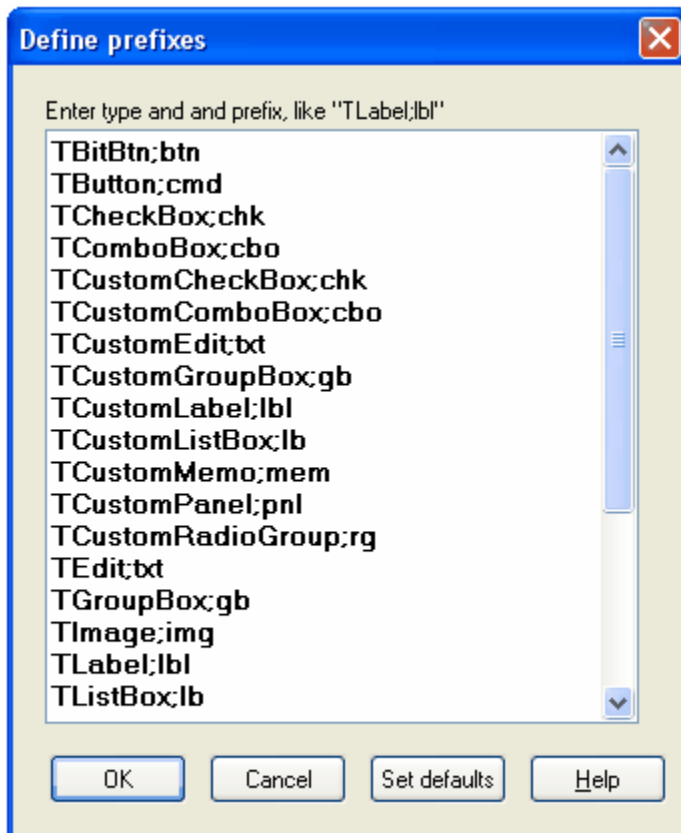 Define prefixes
Enter type and and prefix, like "TLabel;lbl"
TBitBtn;btn
TButton;cmd
TCheckBox;chk
TComboBox;cbo
TCustomCheckBox;chk
TCustomComboBox;cbo
TCustomEdit;txt
TCustomGroupBox;gb
TCustomLabel;lbl
TCustomListBox;lb
TCustomMemo;mem
TCustomPanel;pnl
TCustomRadioGroup;rg
TEdit;txt
TGroupBox;gb
TImage;img
TLabel;lbl
TListBox;lb
OK Cancel Set defaults Help